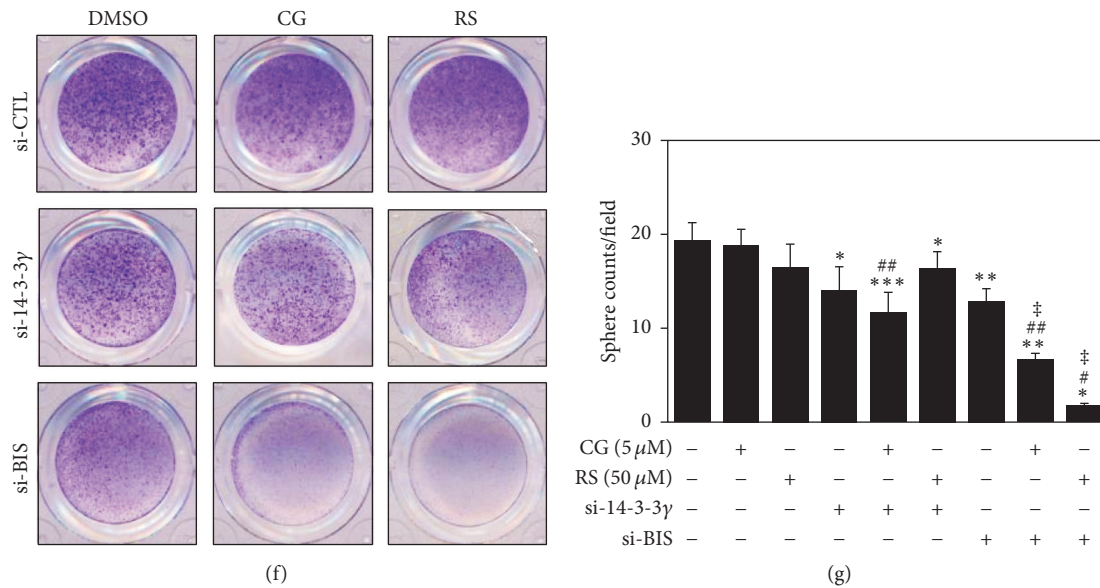 DMSO CG RS
si-CTL
si-14-3-3γ
si-BIS
(f)
Sphere counts/field
30
20
10
0
*
##
***
*
**
‡
##
**
‡
#
*
CG (5 μM) – + – – + – – + –
RS (50 μM) – – + – – + – – +
si-14-3-3γ – – – + + + – – –
si-BIS – – – – – – + + +
(g)